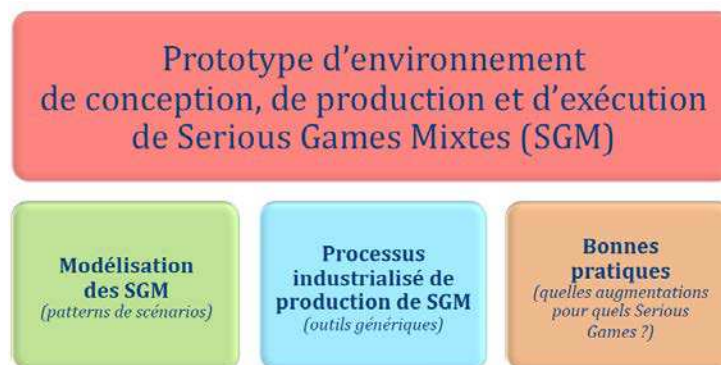 Prototype d'environnement
de conception, de production et d'exécution
de Serious Games Mixtes (SGM)
Modélisation
des SGM
(patterns de scénarios)
Processus
industrialisé de
production de SGM
(outils génériques)
Bonnes
pratiques
(quelles augmentations
pour quels Serious
Games ?)